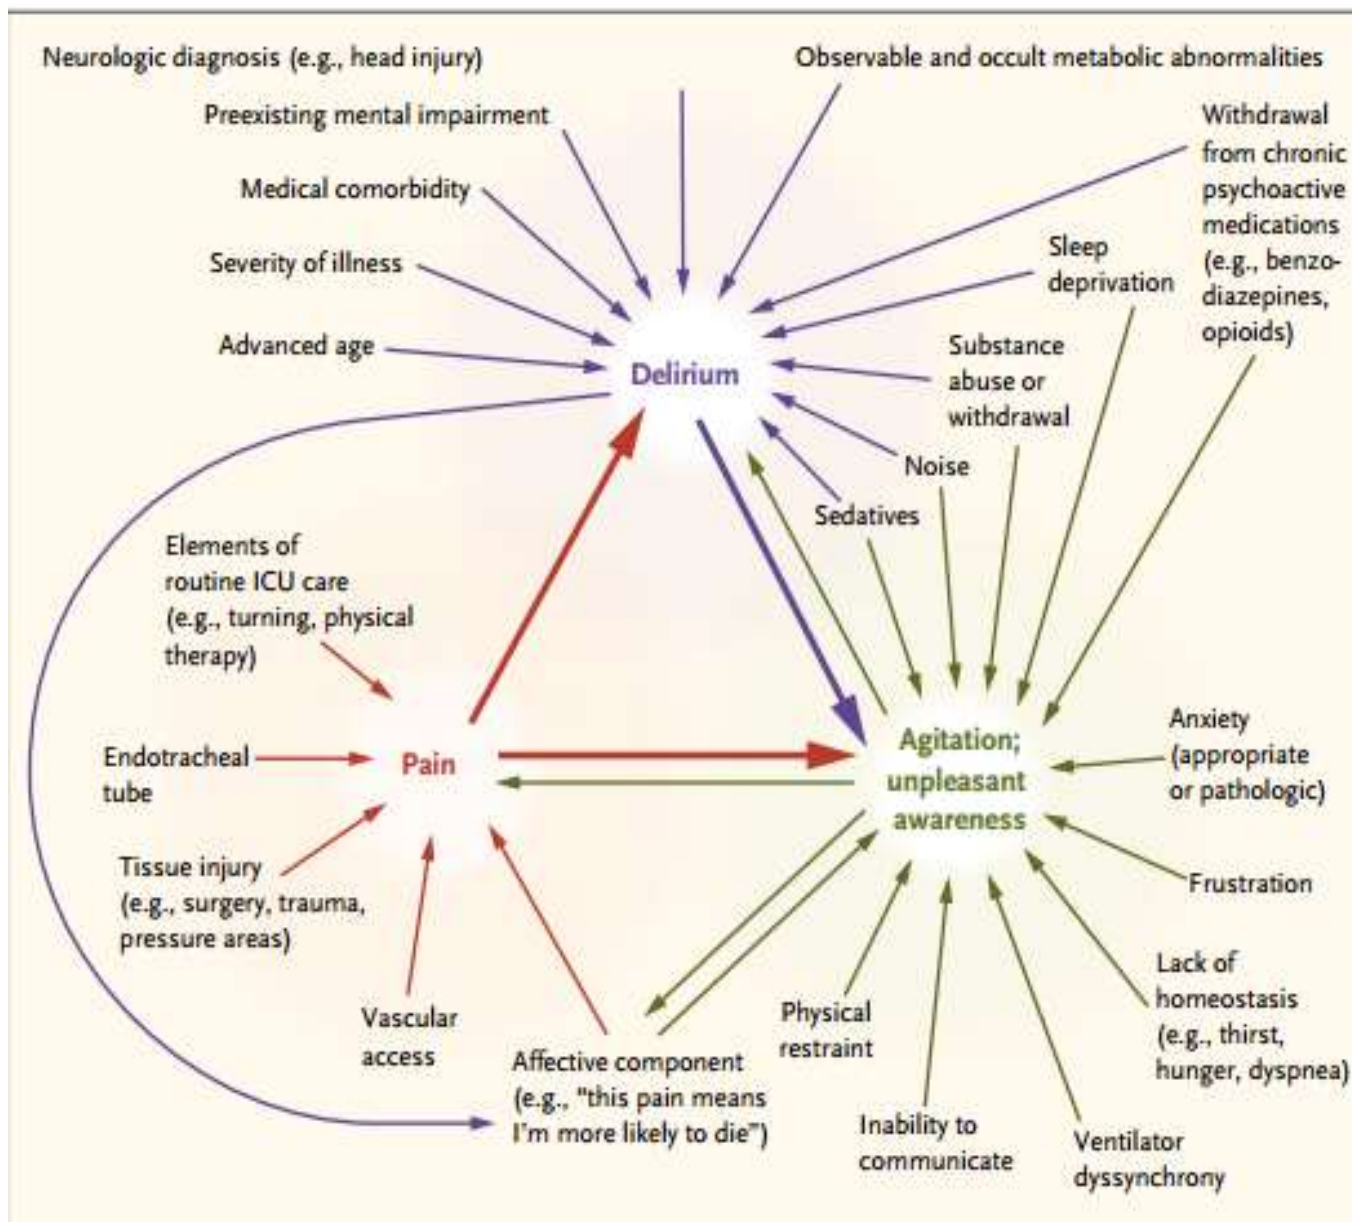 Neurologic diagnosis (e.g., head injury)
Observable and occult metabolic abnormalities
Preexisting mental impairment
Withdrawal
from chronic
psychoactive
medications
(e.g., benzo-
diazepines,
opioids)
Medical comorbidity
Sleep
deprivation
Severity of illness
Advanced age
Substance
abuse or
withdrawal
Delirium
Noise
Sedatives
Elements of
routine ICU care
(e.g., turning, physical
therapy)
Endotracheal
tube
Pain
Agitation;
unpleasant
awareness
Anxiety
(appropriate
or pathologic)
Tissue injury
(e.g., surgery, trauma,
pressure areas)
Frustration
Vascular
access
Affective component
(e.g., “this pain means
I’m more likely to die”)
Physical
restraint
Lack of
homeostasis
(e.g., thirst,
hunger, dyspnea)
Inability to
communicate
Ventilator
dyssynchrony